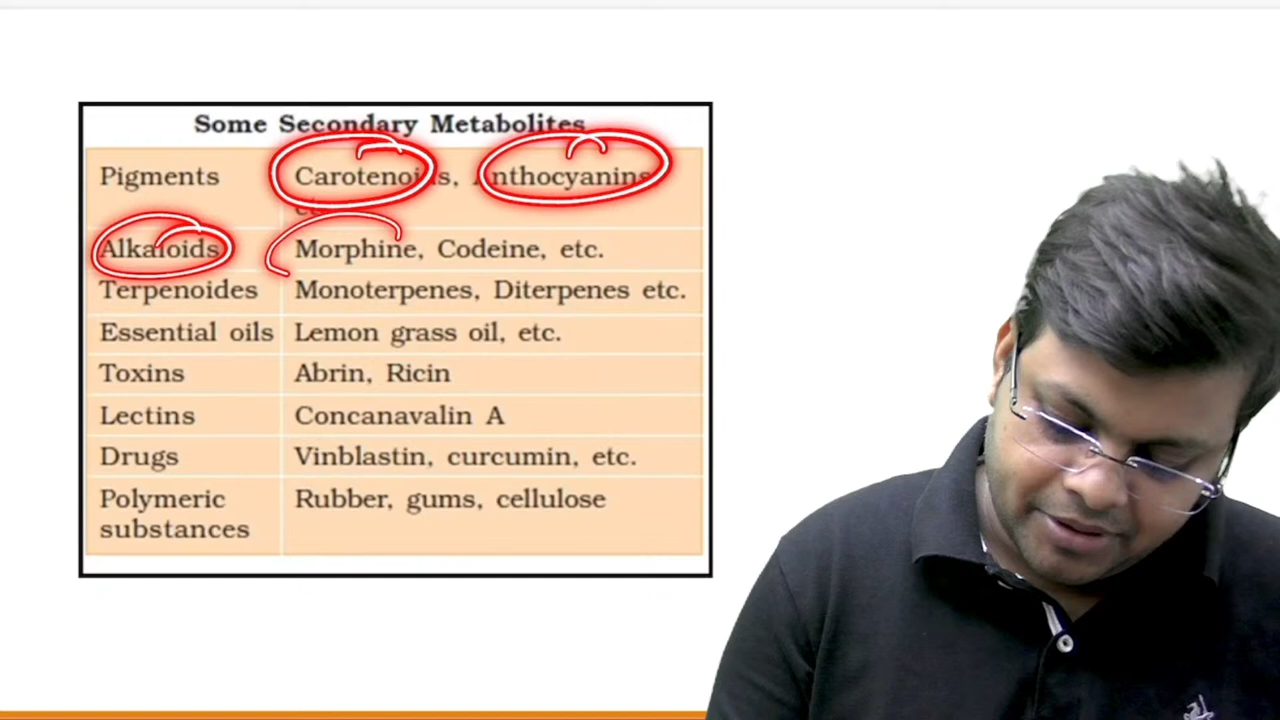 Some Secondary Metabolites
Pigments Carotenoids, Anthocyanins
etc.
Alkaloids Morphine, Codeine, etc.
Terpenoides Monoterpenes, Diterpenes etc.
Essential oils Lemon grass oil, etc.
Toxins Abrin, Ricin
Lectins Concanavalin A
Drugs Vinblastin, curcumin, etc.
Polymeric Rubber, gums, cellulose
substances